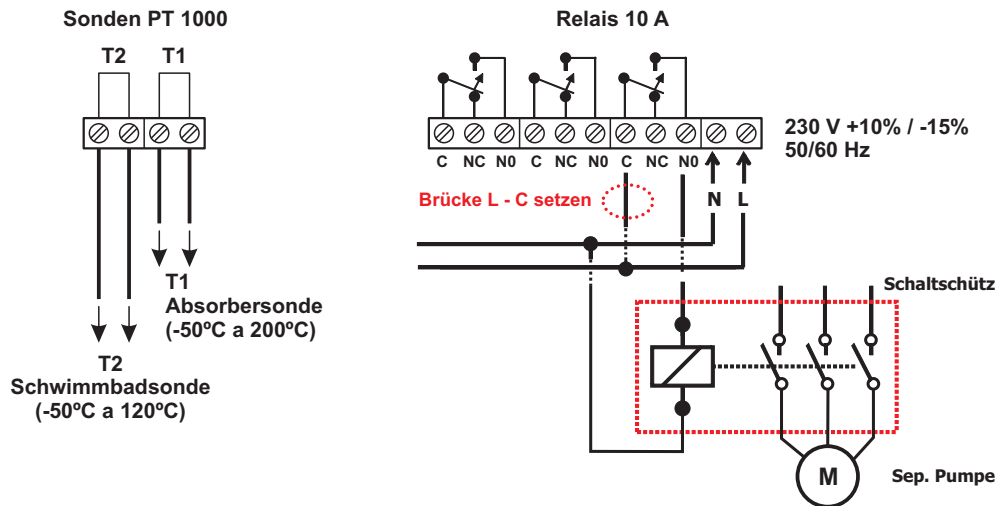 Sonden PT 1000
T2 T1
T1
Absorbersonde
(-50ºC a 200ºC)
T2
Schwimmbadsonde
(-50ºC a 120ºC)
Relais 10 A
C NC N0 C NC N0 C NC N0
230 V +10% / -15%
50/60 Hz
Brücke L - C setzen
N L
Schaltschütz
M
Sep. Pumpe